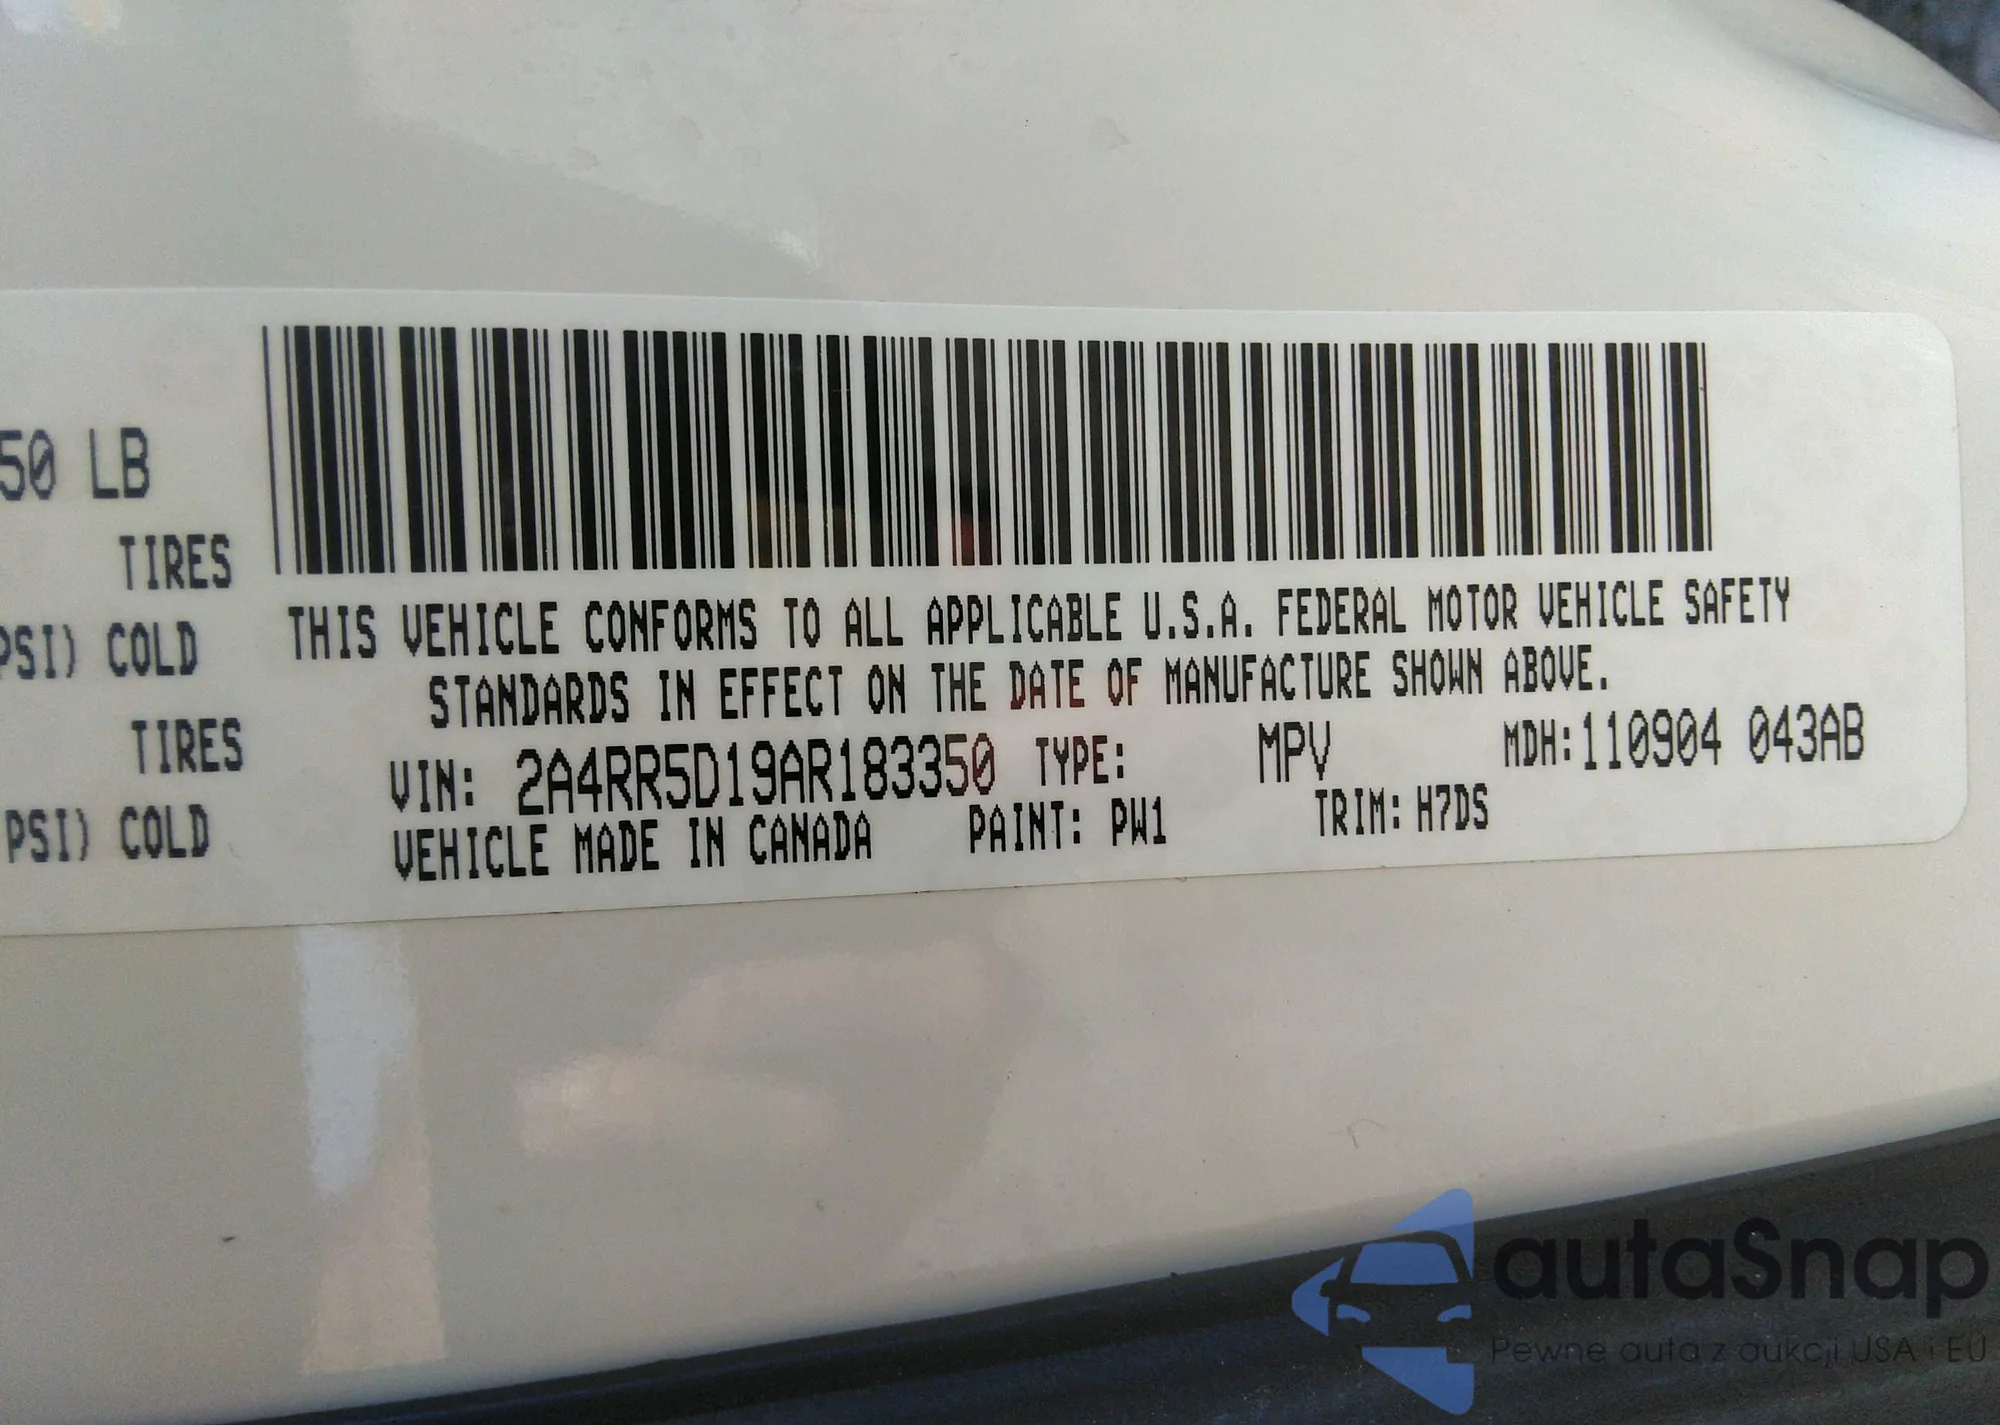 50 LB
TIRES
PSI) COLD
TIRES
PSI) COLD
THIS VEHICLE CONFORMS TO ALL APPLICABLE U.S.A. FEDERAL MOTOR VEHICLE SAFETY
STANDARDS IN EFFECT ON THE DATE OF MANUFACTURE SHOWN ABOVE.
VIN: 2A4RR5D19AR183350 TYPE: MPV MDH:110904 043AB
VEHICLE MADE IN CANADA PAINT: PW1 TRIM: H7DS
autaSnap
Pewne auta z aukcji USA i EU